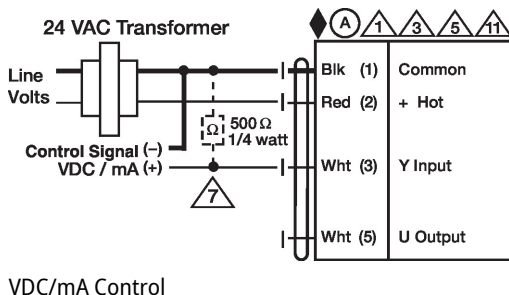 24 VAC Transformer
A 1 3 5 11
Line
Volts
Blk (1) Common
Red (2) + Hot
Ω 500 Ω
1/4 watt
Control Signal (−)
VDC / mA (+)
Wht (3) Y Input
7
Wht (5) U Output
VDC/mA Control